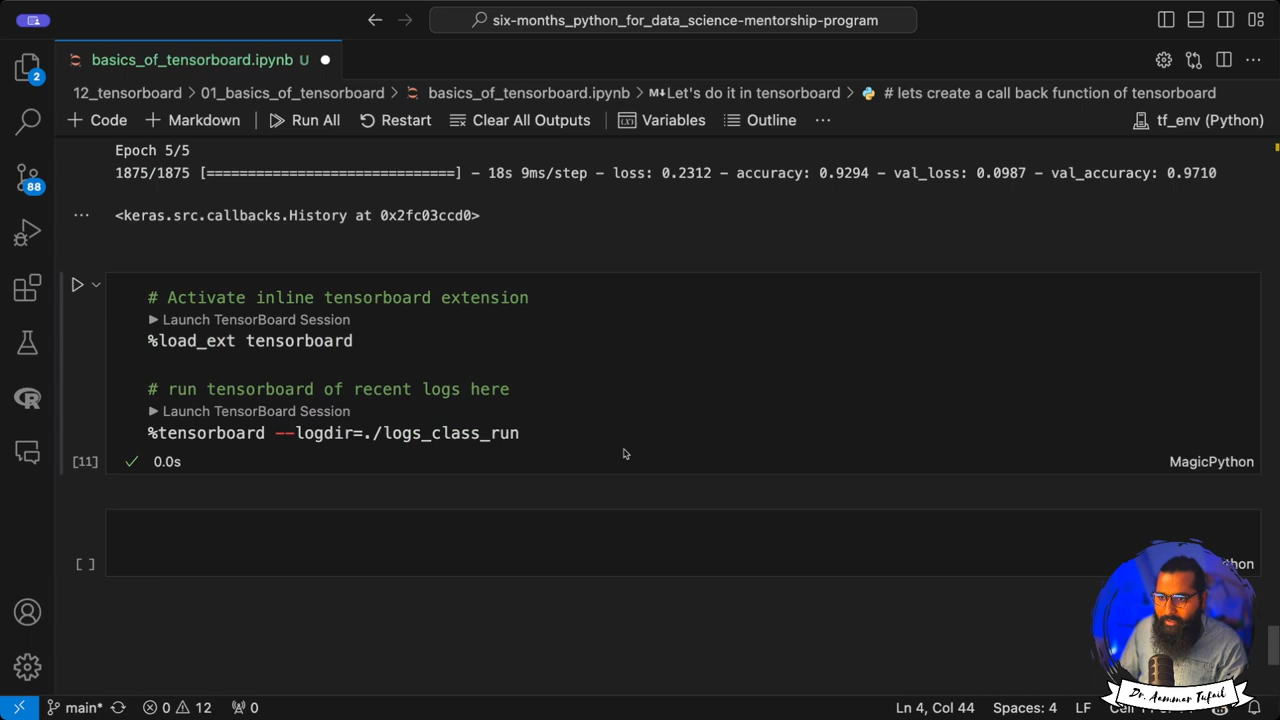 six-months_python_for_data_science-mentorship-program
basics_of_tensorboard.ipynb U
12_tensorboard > 01_basics_of_tensorboard > basics_of_tensorboard.ipynb > M↓Let's do it in tensorboard > # lets create a call back function of tensorboard
+ Code + Markdown Run All Restart Clear All Outputs Variables Outline ...
tf_env (Python)
2
88
Epoch 5/5
1875/1875 [==============================] - 18s 9ms/step - loss: 0.2312 - accuracy: 0.9294 - val_loss: 0.0987 - val_accuracy: 0.9710
... <keras.src.callbacks.History at 0x2fc03ccd0>
# Activate inline tensorboard extension
Launch TensorBoard Session
%load_ext tensorboard
# run tensorboard of recent logs here
Launch TensorBoard Session
%tensorboard --logdir=./logs_class_run
[11] ✓ 0.0s MagicPython
[ ] thon
Dr. Aammar Tufail
main* 0 12 0 Ln 4, Col 44 Spaces: 4 LF